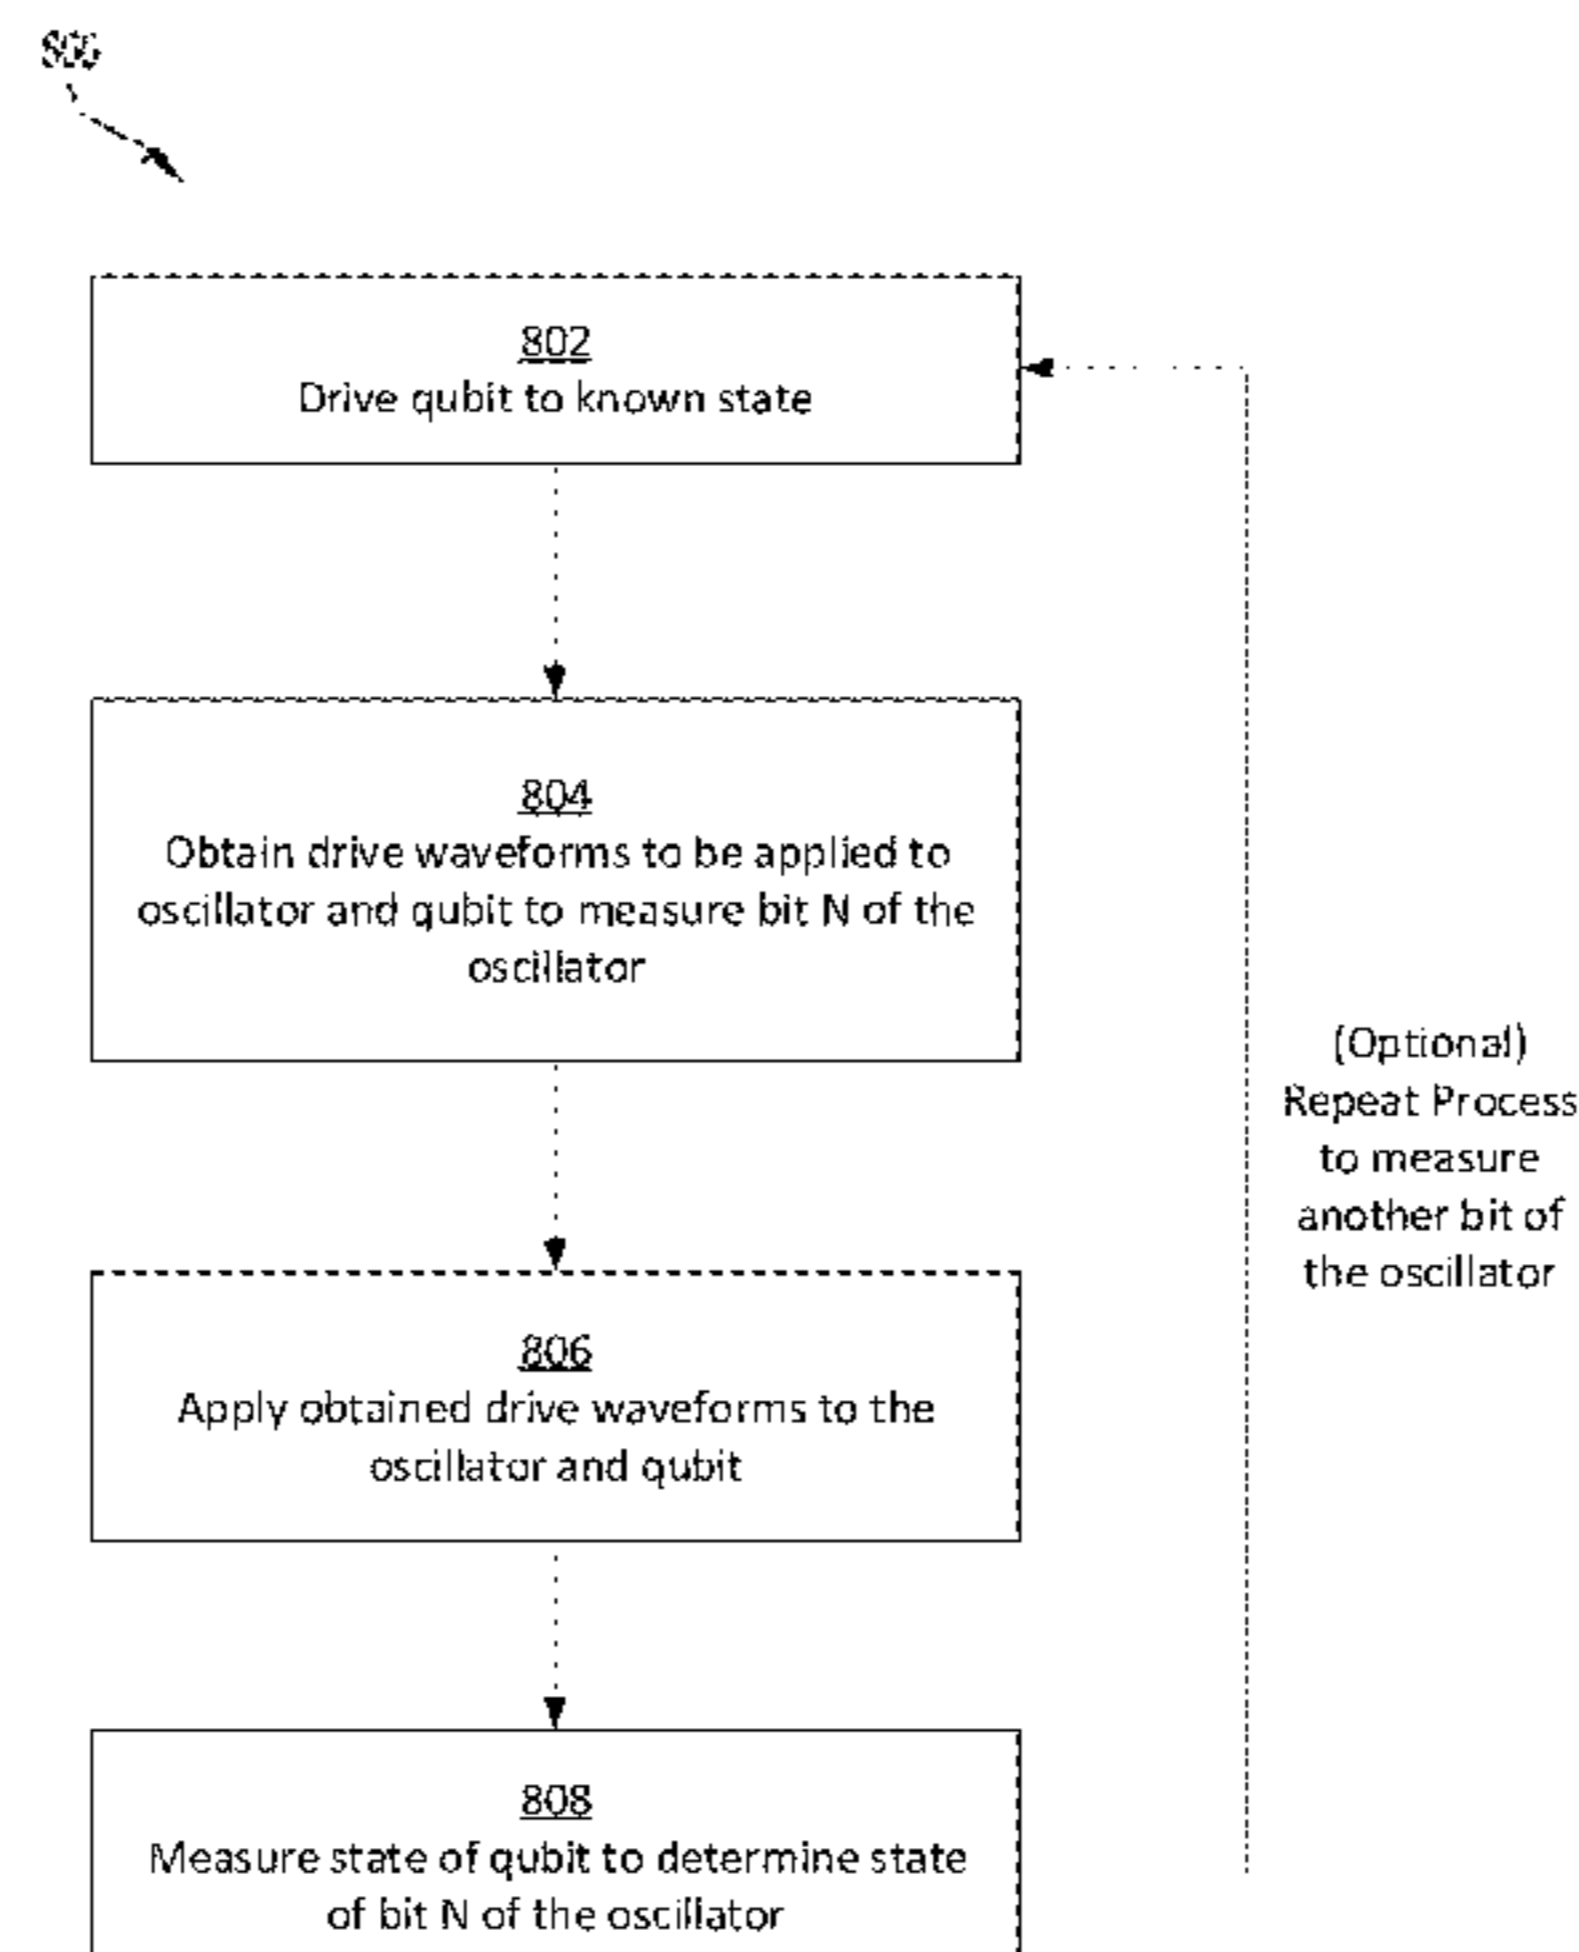 800
802
Drive qubit to known state
804
Obtain drive waveforms to be applied to
oscillator and qubit to measure bit N of the
oscillator
(Optional)
Repeat Process
to measure
another bit of
the oscillator
806
Apply obtained drive waveforms to the
oscillator and qubit
808
Measure state of qubit to determine state
of bit N of the oscillator